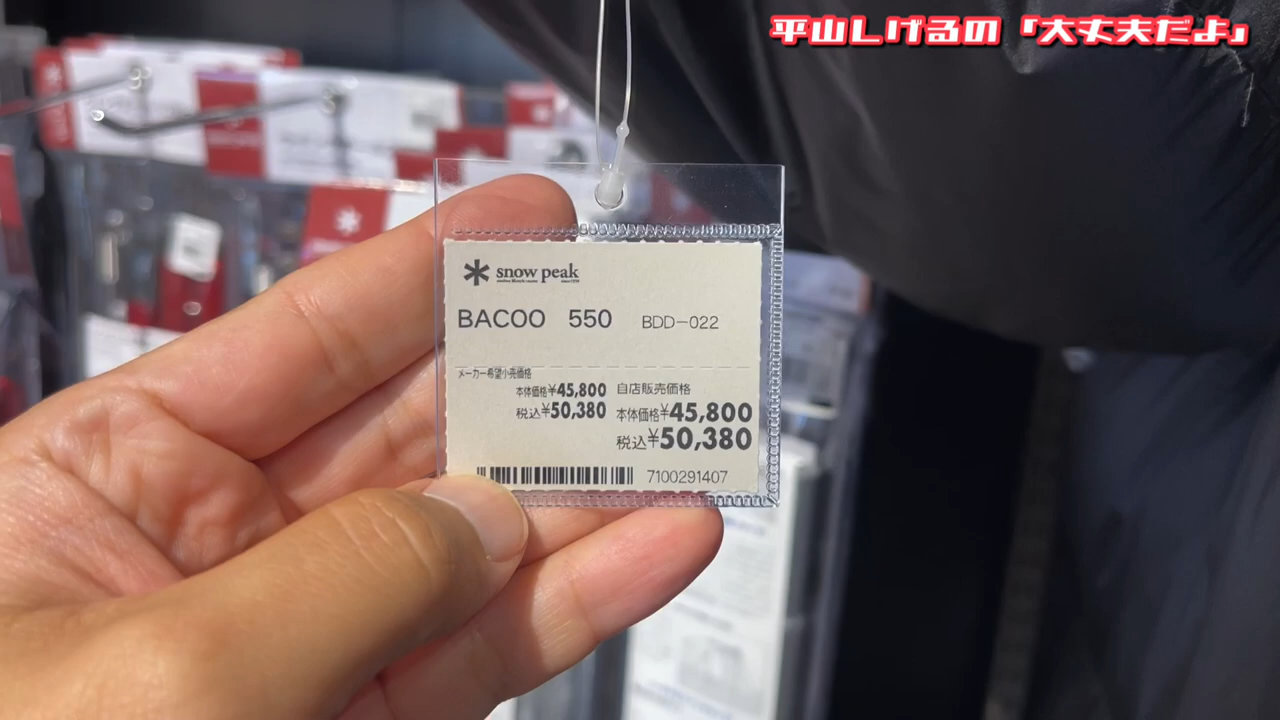 平山しげるの「大丈夫だよ」
snow peak
BACOO 550 BDD-022
メーカー希望小売価格
本体価格¥45,800
税込¥50,380
自店販売価格
本体価格¥45,800
税込¥50,380
7100291407